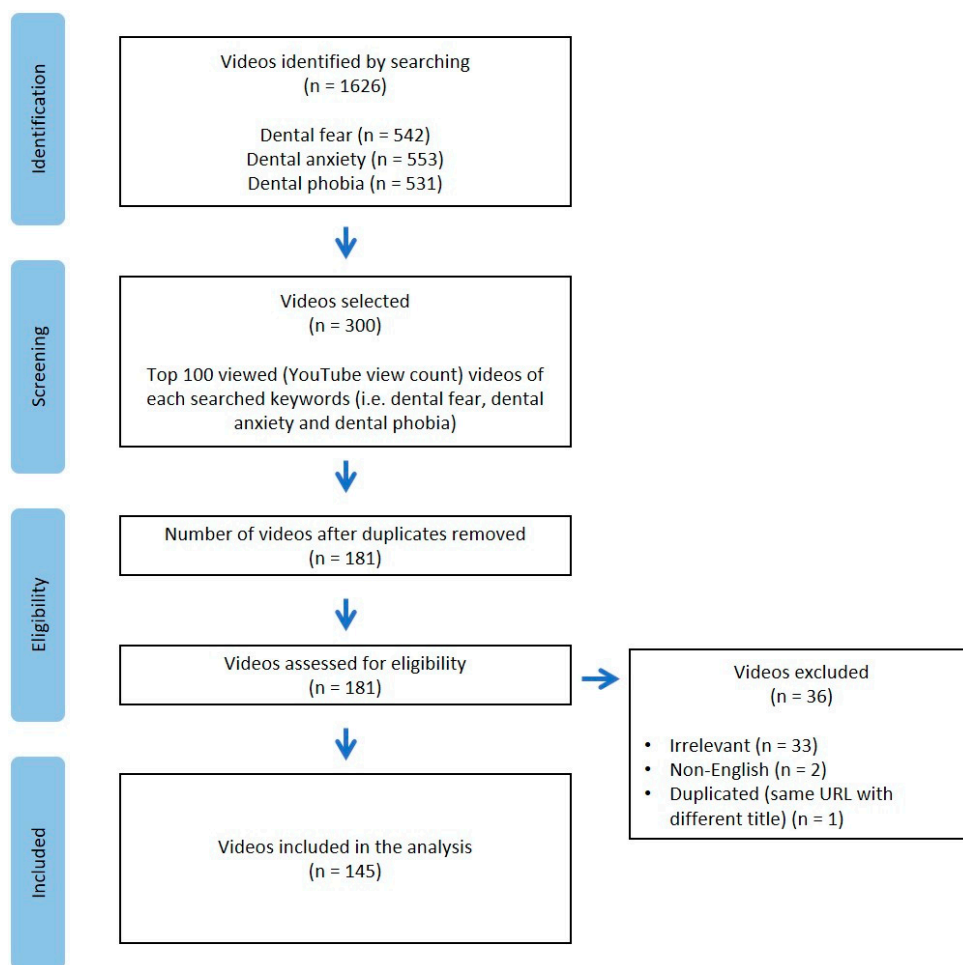 Identification
Videos identified by searching
(n = 1626)
Dental fear (n = 542)
Dental anxiety (n = 553)
Dental phobia (n = 531)
Screening
Videos selected
(n = 300)
Top 100 viewed (YouTube view count) videos of
each searched keywords (i.e. dental fear, dental
anxiety and dental phobia)
Eligibility
Number of videos after duplicates removed
(n = 181)
Videos assessed for eligibility
(n = 181)
Videos excluded
(n = 36)
• Irrelevant (n = 33)
• Non-English (n = 2)
• Duplicated (same URL with
different title) (n = 1)
Included
Videos included in the analysis
(n = 145)